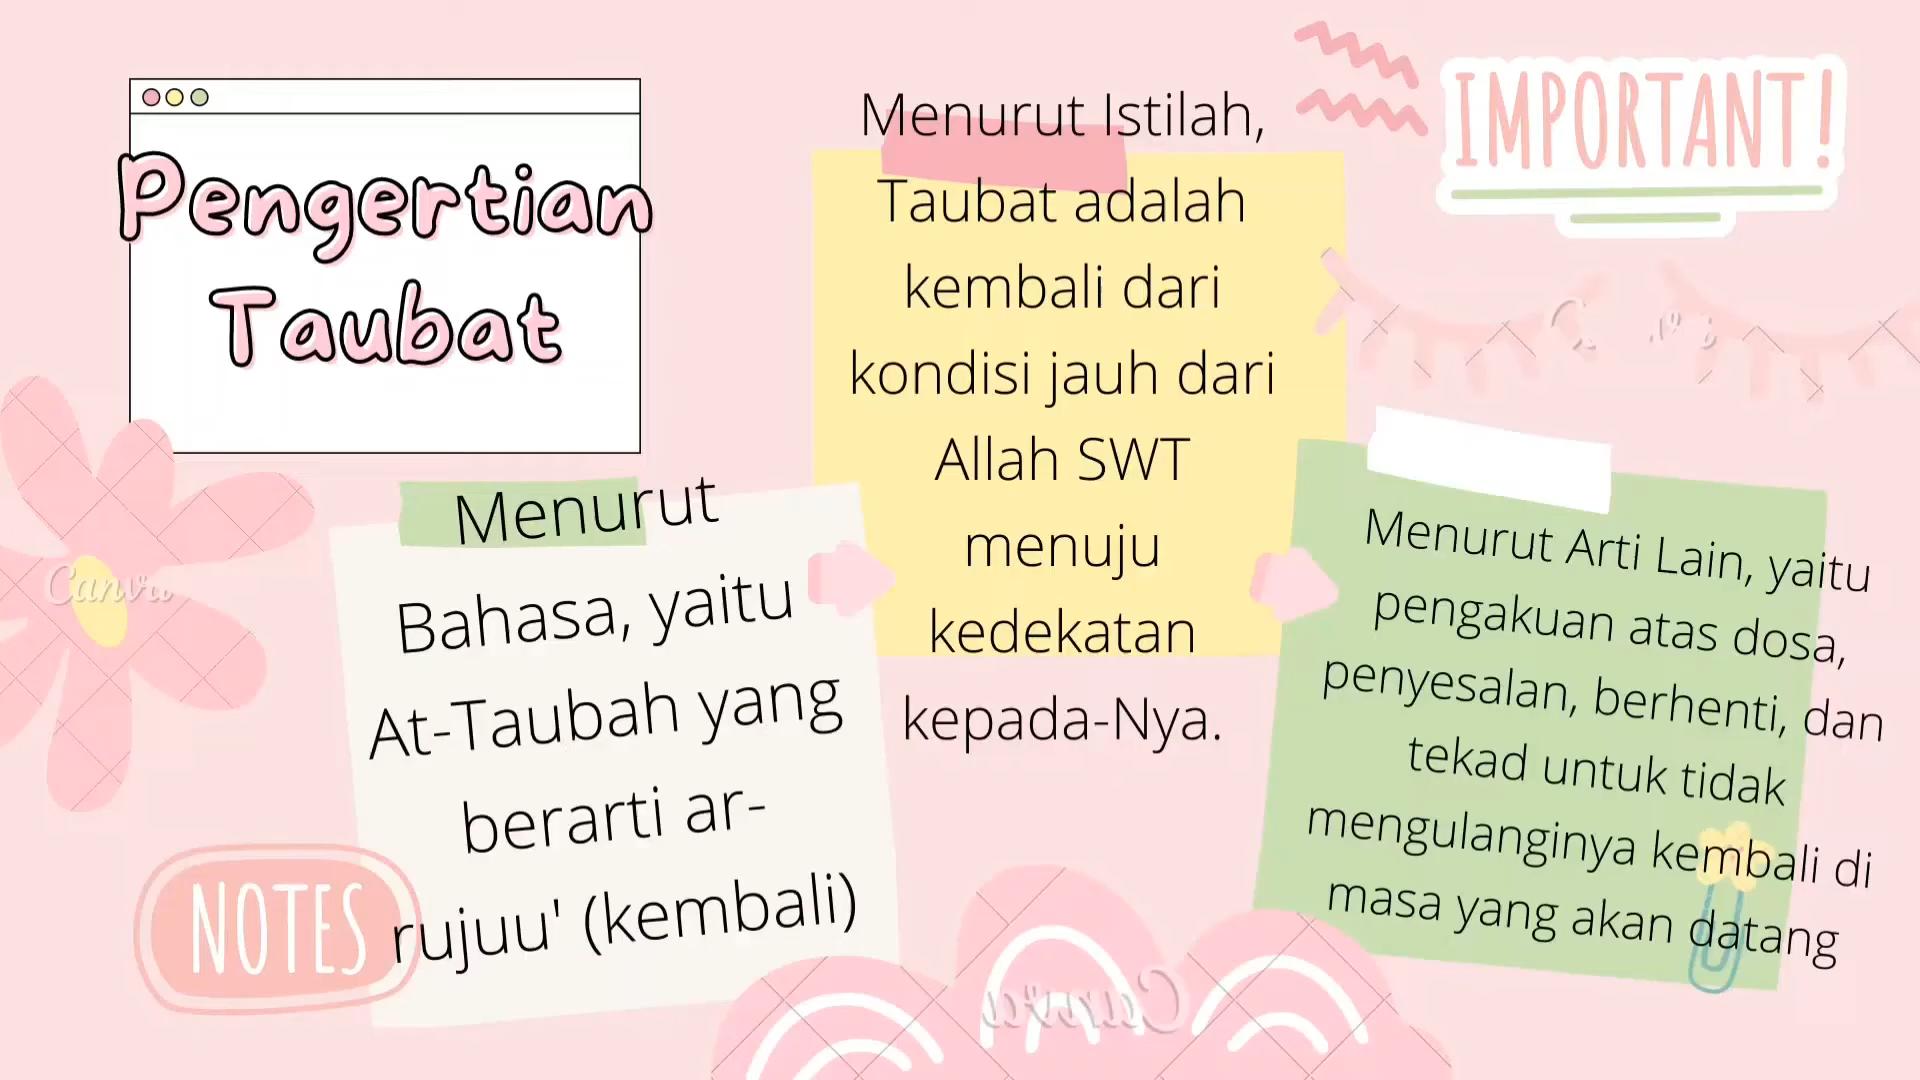 Pengertian
Taubat
Menurut
Bahasa, yaitu
At-Taubah yang
berarti ar-
rujuu' (kembali)
Menurut Istilah,
Taubat adalah
kembali dari
kondisi jauh dari
Allah SWT
menuju
kedekatan
kepada-Nya.
IMPORTANT!
Menurut Arti Lain, yaitu
pengakuan atas dosa,
penyesalan, berhenti, dan
tekad untuk tidak
mengulanginya kembali di
masa yang akan datang
NOTES
Canva
Canva